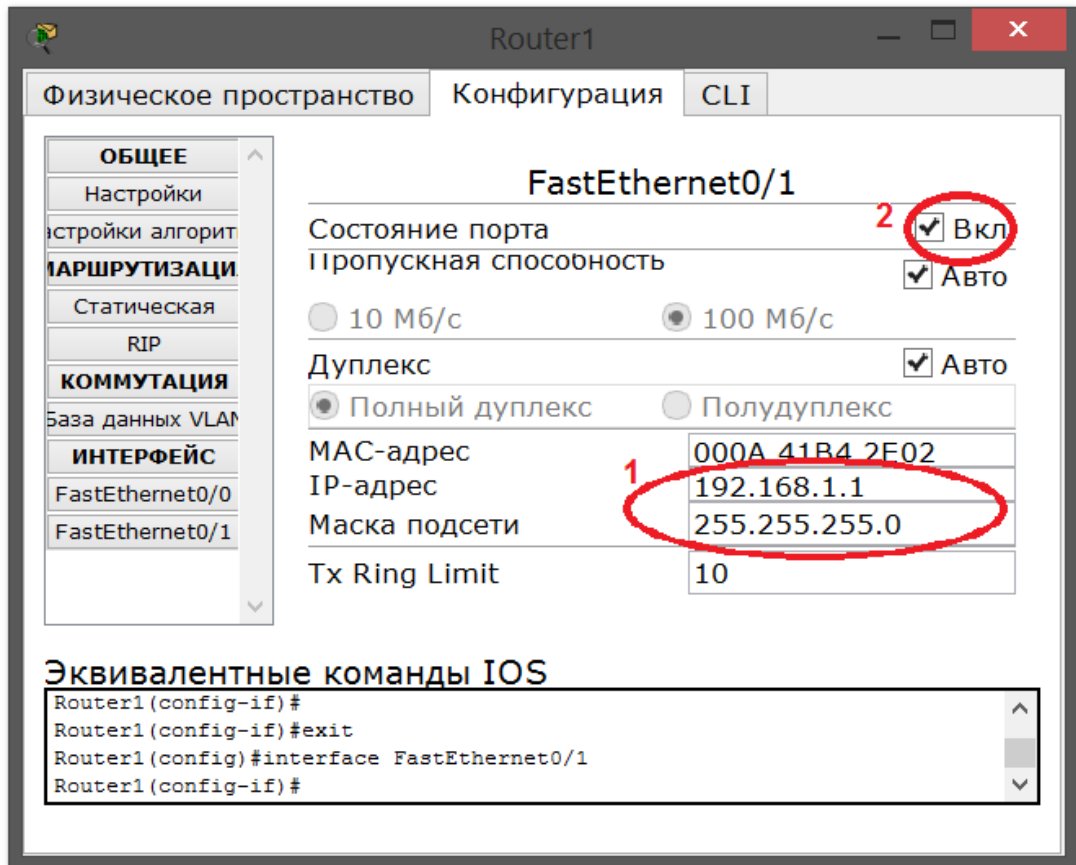 Router1
Физическое пространство Конфигурация CLI
ОБЩЕЕ
Настройки
астройки алгорит
МАРШРУТИЗАЦИ
Статическая
RIP
КОММУТАЦИЯ
База данных VLAN
ИНТЕРФЕЙС
FastEthernet0/0
FastEthernet0/1
FastEthernet0/1
Состояние порта 2 Вкл
Пропускная способность Авто
10 Мб/с 100 Мб/с
Дуплекс Авто
Полный дуплекс Полудуплекс
MAC-адрес 000A.41B4.2E02
1
IP-адрес 192.168.1.1
Маска подсети 255.255.255.0
Tx Ring Limit 10
Эквивалентные команды IOS
Router1(config-if)#
Router1(config-if)#exit
Router1(config)#interface FastEthernet0/1
Router1(config-if)#